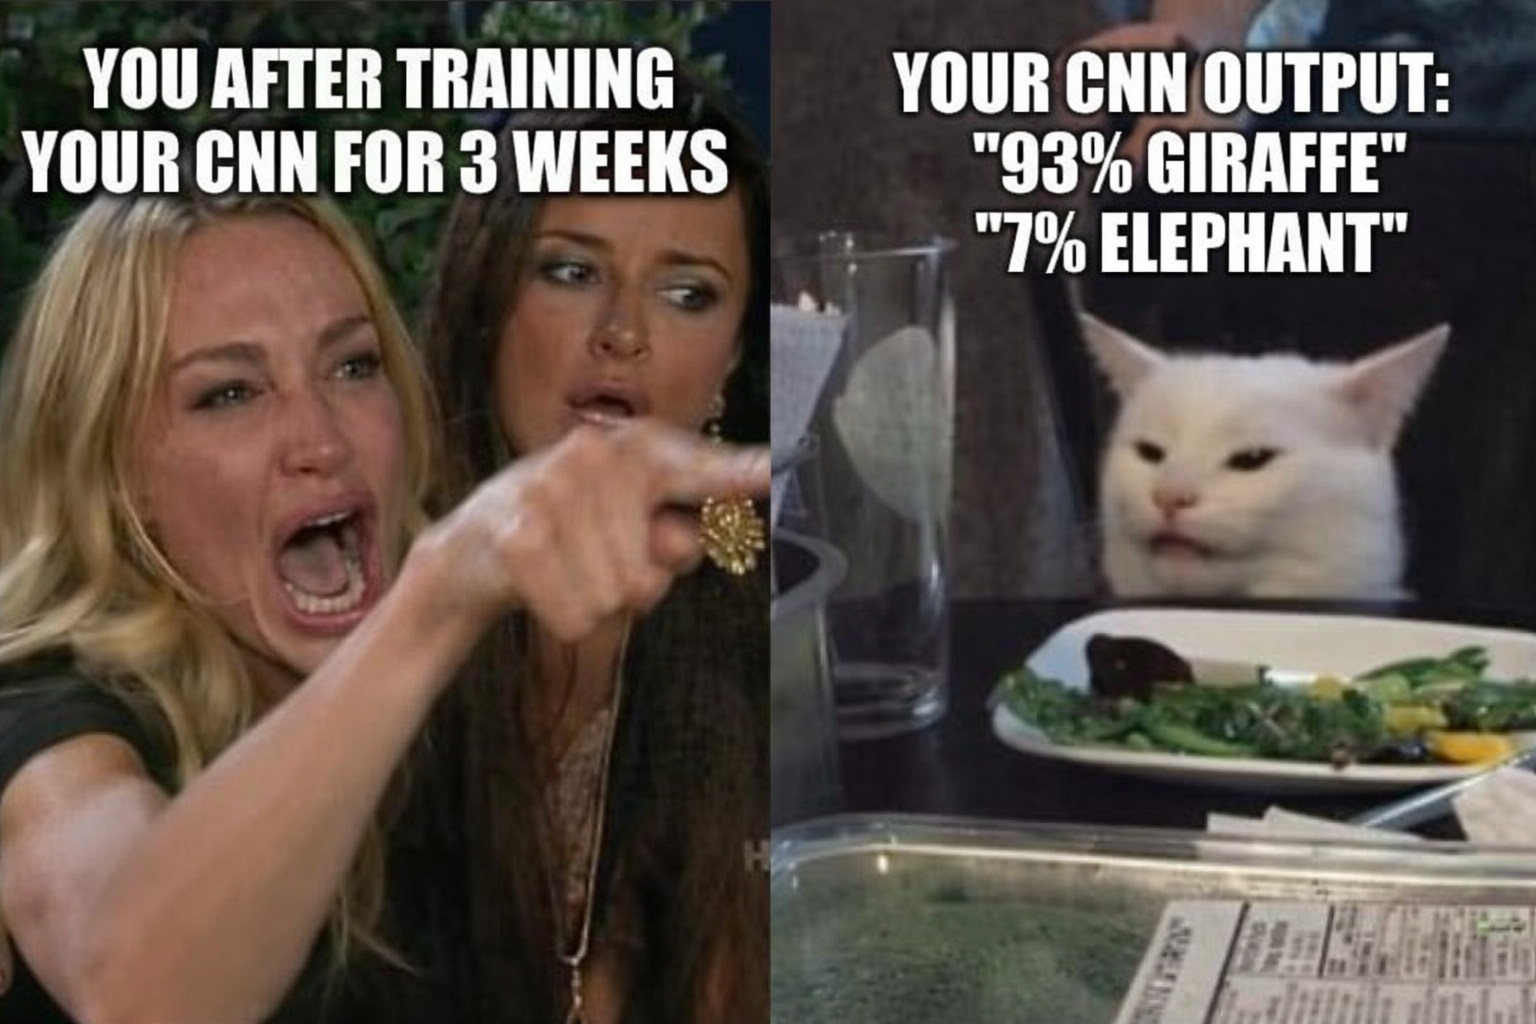 YOU AFTER TRAINING
YOUR CNN FOR 3 WEEKS
YOUR CNN OUTPUT:
"93% GIRAFFE"
"7% ELEPHANT"
H